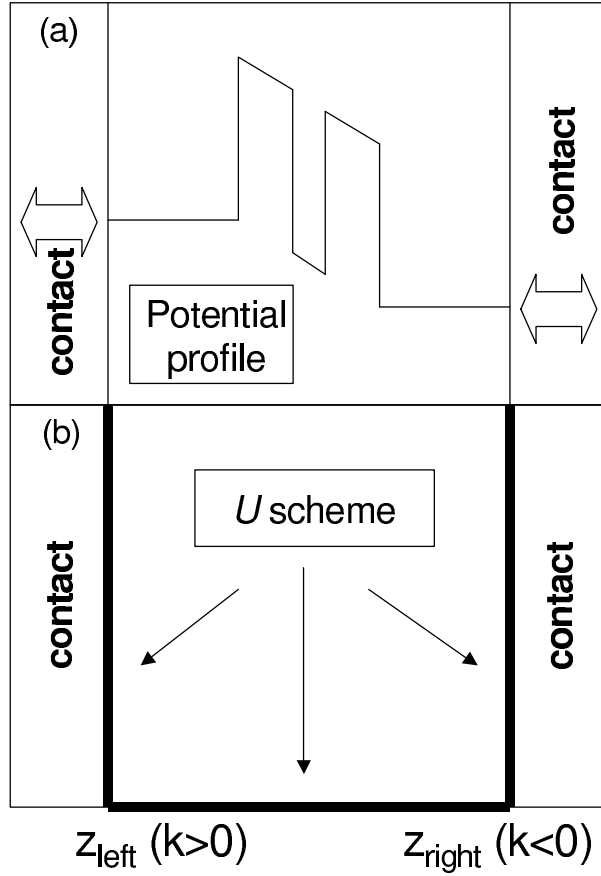 (a)
contact
contact
Potential
profile
(b)
U scheme
contact
contact
z_left (k>0)
z_right (k<0)